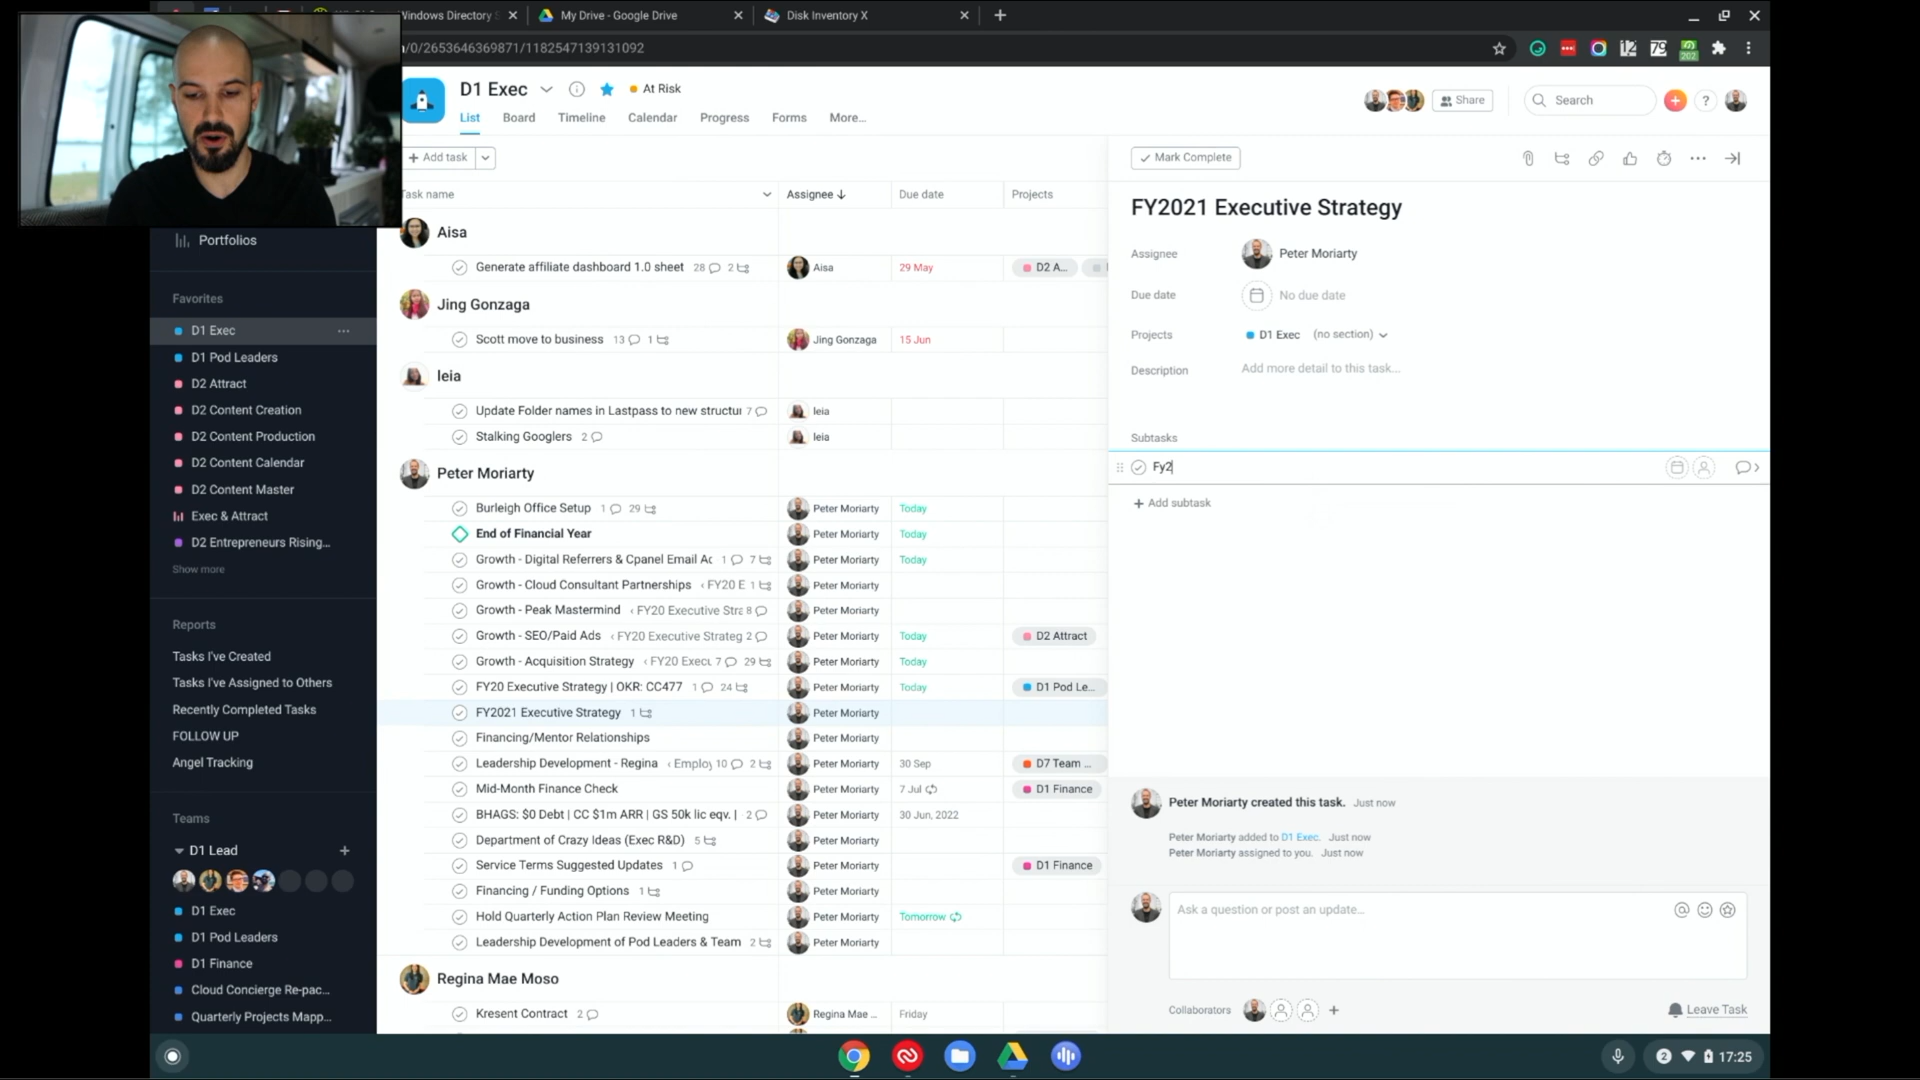 Windows Directory S
My Drive - Google Drive
Disk Inventory X
/0/2653646369871/1182547139131092
12
79
202
D1 Exec
At Risk
Share
Search
?
List
Board
Timeline
Calendar
Progress
Forms
More...
+ Add task
Mark Complete
Task name
Assignee
Due date
Projects
FY2021 Executive Strategy
Assignee
Peter Moriarty
Due date
No due date
Projects
D1 Exec
(no section)
Description
Add more detail to this task...
Subtasks
Fy2
+ Add subtask
Portfolios
Favorites
D1 Exec
D1 Pod Leaders
D2 Attract
D2 Content Creation
D2 Content Production
D2 Content Calendar
D2 Content Master
Exec & Attract
D2 Entrepreneurs Rising...
Show more
Reports
Tasks I've Created
Tasks I've Assigned to Others
Recently Completed Tasks
FOLLOW UP
Angel Tracking
Teams
D1 Lead
D1 Exec
D1 Pod Leaders
D1 Finance
Cloud Concierge Re-pac...
Quarterly Projects Mapp...
Aisa
Generate affiliate dashboard 1.0 sheet 28 2 Aisa 29 May D2 A...
Jing Gonzaga
Scott move to business 13 1 Jing Gonzaga 15 Jun
leia
Update Folder names in Lastpass to new structur 7 leia
Stalking Googlers 2 leia
Peter Moriarty
Burleigh Office Setup 1 29 Peter Moriarty Today
End of Financial Year Peter Moriarty Today
Growth - Digital Referrers & Cpanel Email Ac 1 7 Peter Moriarty Today
Growth - Cloud Consultant Partnerships ‹ FY20 E 1 Peter Moriarty
Growth - Peak Mastermind ‹ FY20 Executive Stra 8 Peter Moriarty
Growth - SEO/Paid Ads ‹ FY20 Executive Strateg 2 Peter Moriarty Today D2 Attract
Growth - Acquisition Strategy ‹ FY20 Exect 7 29 Peter Moriarty Today
FY20 Executive Strategy | OKR: CC477 1 24 Peter Moriarty Today D1 Pod Le...
FY2021 Executive Strategy 1 Peter Moriarty
Financing/Mentor Relationships Peter Moriarty
Leadership Development - Regina ‹ Employ 10 2 Peter Moriarty 30 Sep D7 Team ...
Mid-Month Finance Check Peter Moriarty 7 Jul D1 Finance
BHAGS: $0 Debt | CC $1m ARR | GS 50k lic eqv. | 2 Peter Moriarty 30 Jun, 2022
Department of Crazy Ideas (Exec R&D) 5 Peter Moriarty
Service Terms Suggested Updates 1 Peter Moriarty D1 Finance
Financing / Funding Options 1 Peter Moriarty
Hold Quarterly Action Plan Review Meeting Peter Moriarty Tomorrow
Leadership Development of Pod Leaders & Team 2 Peter Moriarty
Regina Mae Moso
Kresent Contract 2 Regina Mae ... Friday
Peter Moriarty created this task. Just now
Peter Moriarty added to D1 Exec. Just now
Peter Moriarty assigned to you. Just now
Ask a question or post an update...
Collaborators
+
Leave Task
2
17:25